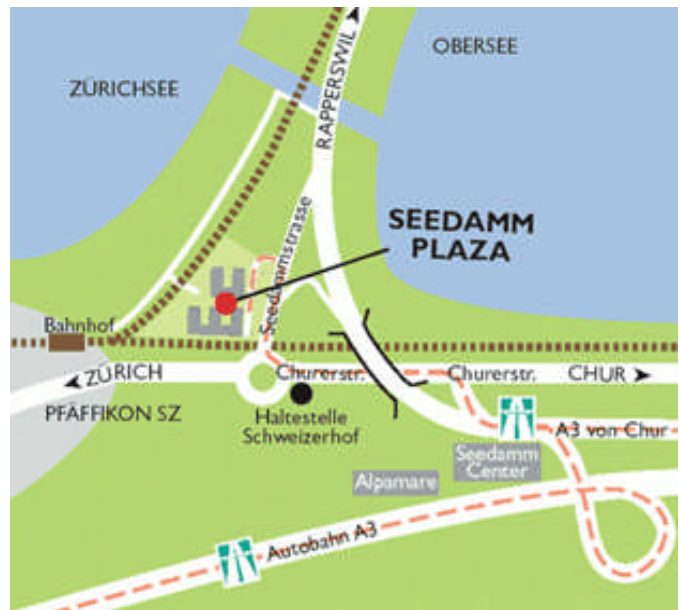 ZÜRICHSEE
OBERSEE
RAPPERSWIL
SEEDAMM
PLAZA
Seedammstrasse
Bahnhof
ZÜRICH
Churerstr.
Churerstr.
CHUR
PFÄFFIKON SZ
Haltestelle
Schweizerhof
A3 von Chur
Seedamm
Center
Alpamare
Autobahn A3